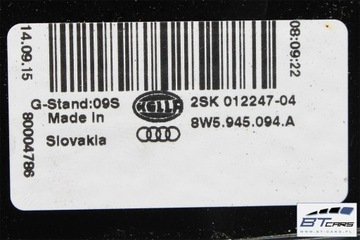 14.09.15
80004786
G-Stand:09S
Made in
Slovakia
HELLA
2SK 012247-04
8W5.945.094.A
08:09:22
BTCARS